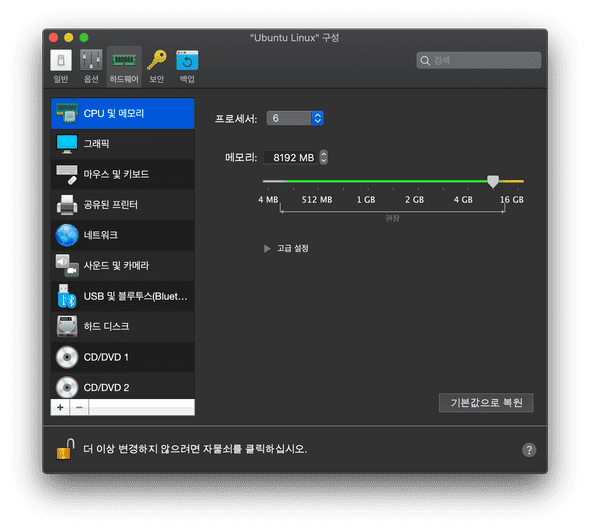 "Ubuntu Linux" 구성
일반 옵션 하드웨어 보안 백업
검색
CPU 및 메모리
그래픽
마우스 및 키보드
공유된 프린터
네트워크
사운드 및 카메라
USB 및 블루투스(Bluet...
하드 디스크
CD/DVD 1
CD/DVD 2
+ −
프로세서: 6
메모리: 8192 MB
4 MB 512 MB 1 GB 2 GB 4 GB 16 GB
권장
고급 설정
기본값으로 복원
더 이상 변경하지 않으려면 자물쇠를 클릭하십시오.
?